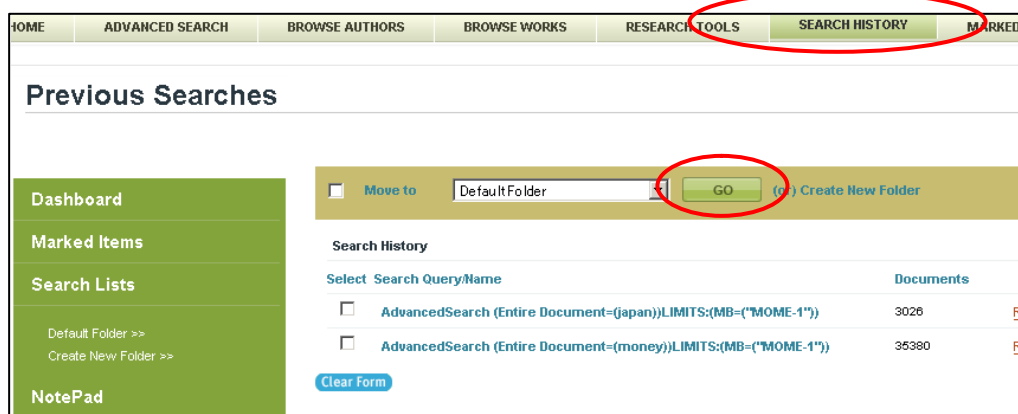 HOME ADVANCED SEARCH BROWSE AUTHORS BROWSE WORKS RESEARCH TOOLS SEARCH HISTORY MARKED
Previous Searches
Dashboard
Marked Items
Search Lists
Default Folder >>
Create New Folder >>
NotePad
Move to DefaultFolder GO (or) Create New Folder
Search History
Select Search Query/Name Documents
AdvancedSearch (Entire Document=(japan))LIMITS:(MB=("MOME-1")) 3026
AdvancedSearch (Entire Document=(money))LIMITS:(MB=("MOME-1")) 35380
Clear Form